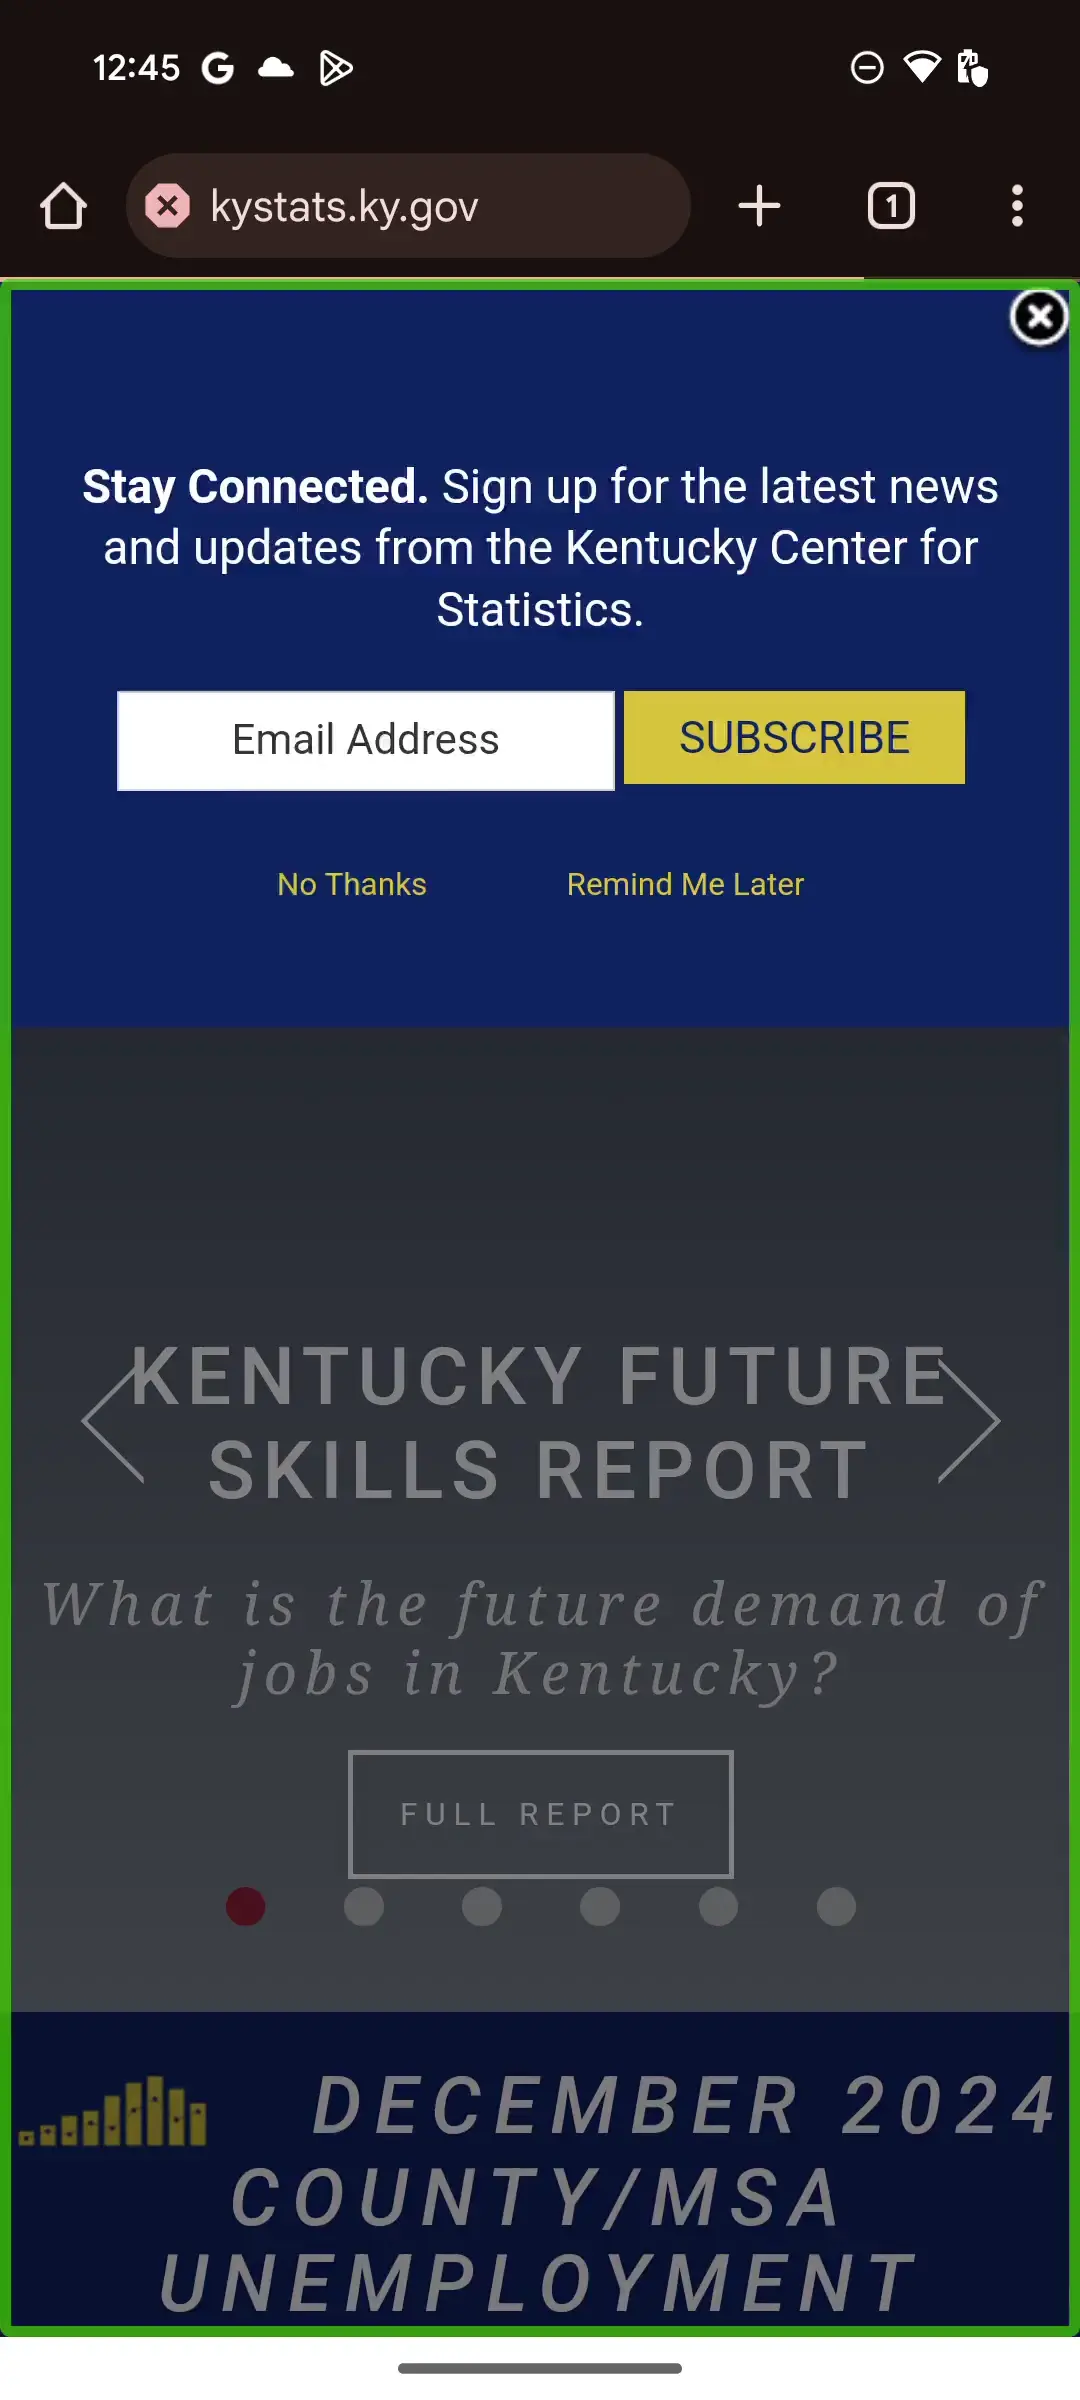 12:45
kystats.ky.gov
1
Stay Connected. Sign up for the latest news
and updates from the Kentucky Center for
Statistics.
Email Address
SUBSCRIBE
No Thanks
Remind Me Later
KENTUCKY FUTURE
SKILLS REPORT
What is the future demand of
jobs in Kentucky?
FULL REPORT
DECEMBER 2024
COUNTY/MSA
UNEMPLOYMENT